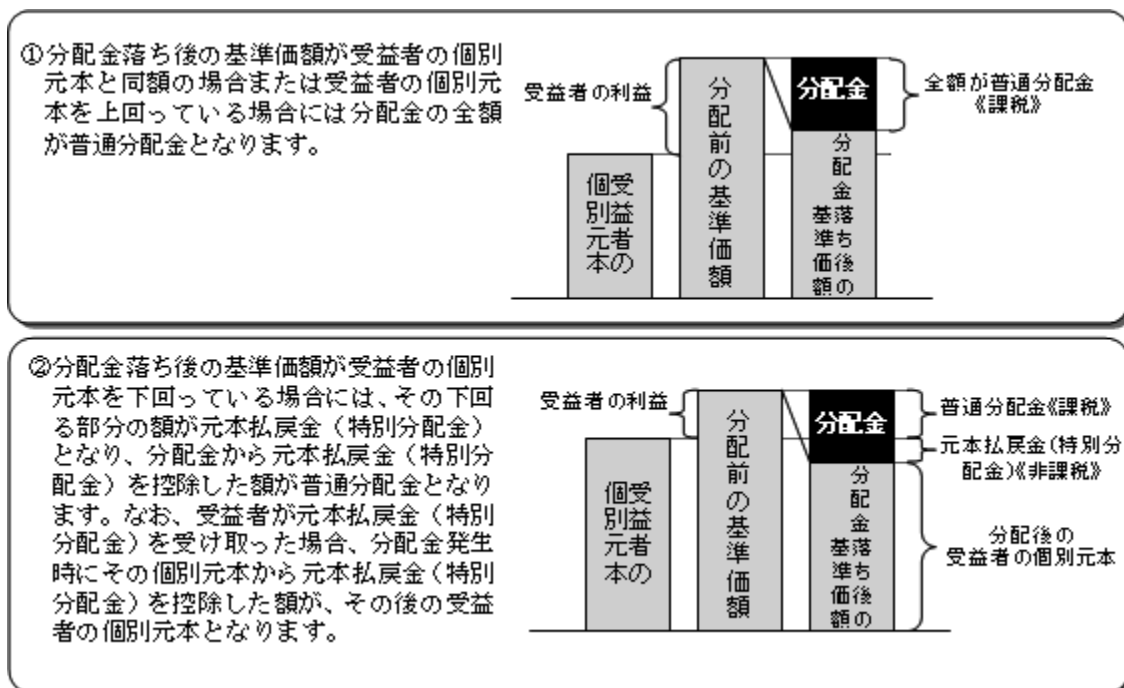 ①分配金落ち後の基準価額が受益者の個別
元本と同額の場合または受益者の個別元
本を上回っている場合には分配金の全額
が普通分配金となります。
受益者の利益
受益者の
個別元本
分配前の基準価額
分配金
分配金落ち後の
基準価額
全額が普通分配金
《課税》
②分配金落ち後の基準価額が受益者の個別
元本を下回っている場合には、その下回
る部分の額が元本払戻金（特別分配金）
となり、分配金から元本払戻金（特別分
配金）を控除した額が普通分配金となり
ます。なお、受益者が元本払戻金（特別
分配金）を受け取った場合、分配金発生
時にその個別元本から元本払戻金（特別
分配金）を控除した額が、その後の受益
者の個別元本となります。
受益者の利益
受益者の
個別元本
分配前の基準価額
分配金
分配金落ち後の
基準価額
普通分配金《課税》
元本払戻金(特別分
配金)《非課税》
分配後の
受益者の個別元本